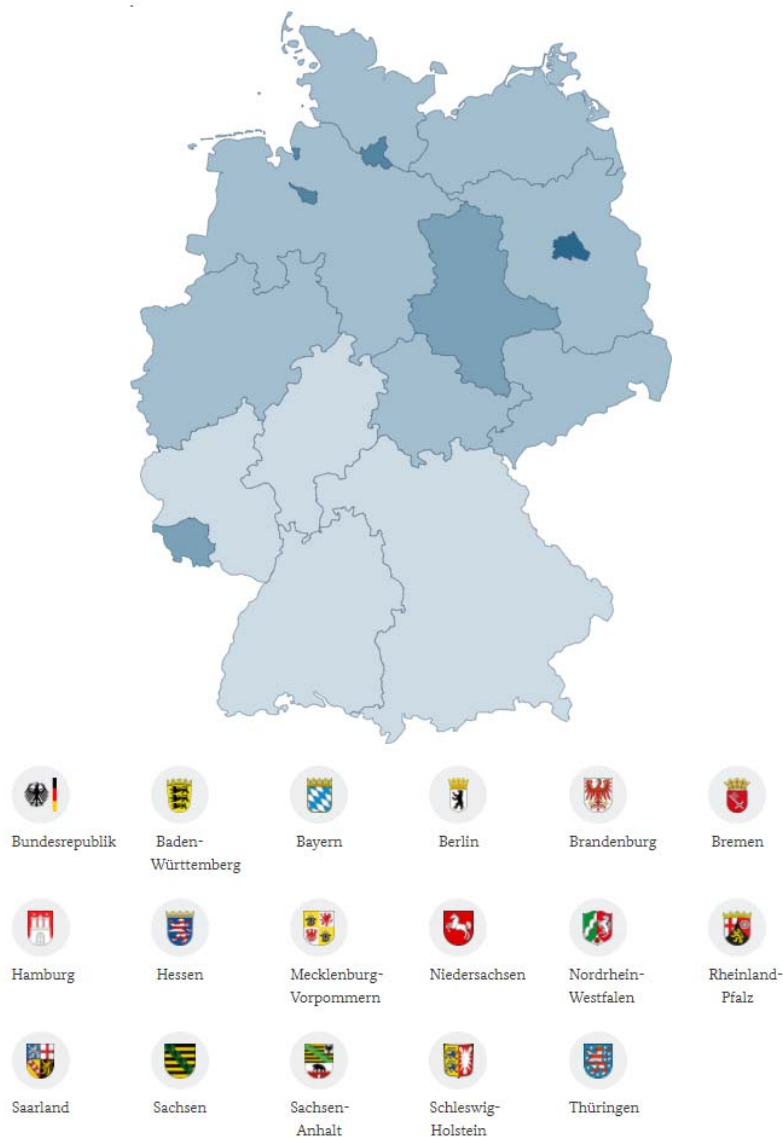 Bundesrepublik
Baden-
Württemberg
Bayern
Berlin
Brandenburg
Bremen
Hamburg
Hessen
Mecklenburg-
Vorpommern
Niedersachsen
Nordrhein-
Westfalen
Rheinland-
Pfalz
Saarland
Sachsen
Sachsen-
Anhalt
Schleswig-
Holstein
Thüringen